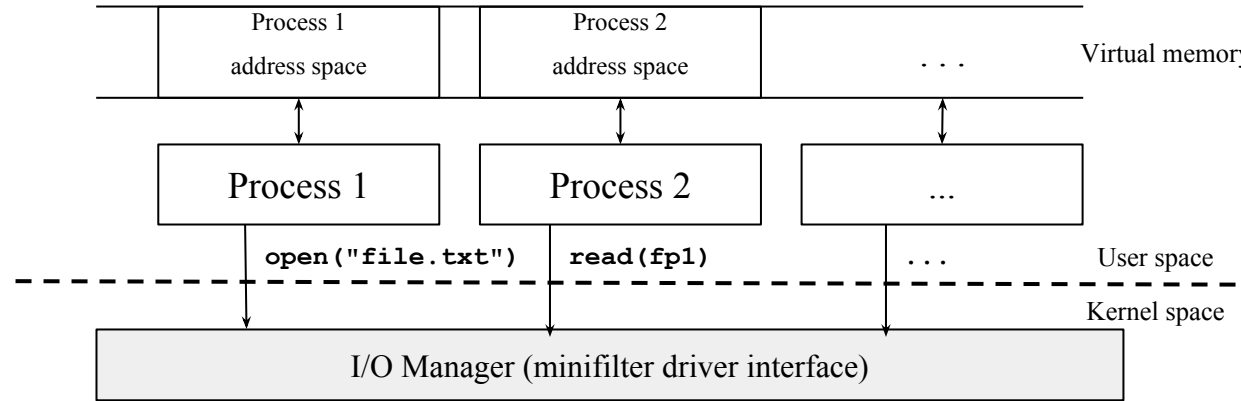 Process 1
address space
Process 2
address space
. . .
Virtual memory
Process 1
Process 2
...
open("file.txt")
read(fp1)
...
User space
Kernel space
I/O Manager (minifilter driver interface)